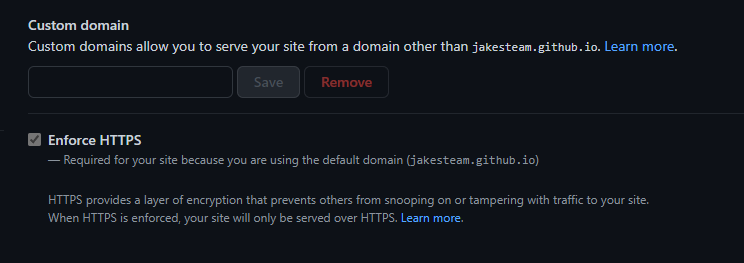 Custom domain
Custom domains allow you to serve your site from a domain other than jakesteam.github.io. Learn more.
Save Remove
Enforce HTTPS
— Required for your site because you are using the default domain (jakesteam.github.io)
HTTPS provides a layer of encryption that prevents others from snooping on or tampering with traffic to your site.
When HTTPS is enforced, your site will only be served over HTTPS. Learn more.